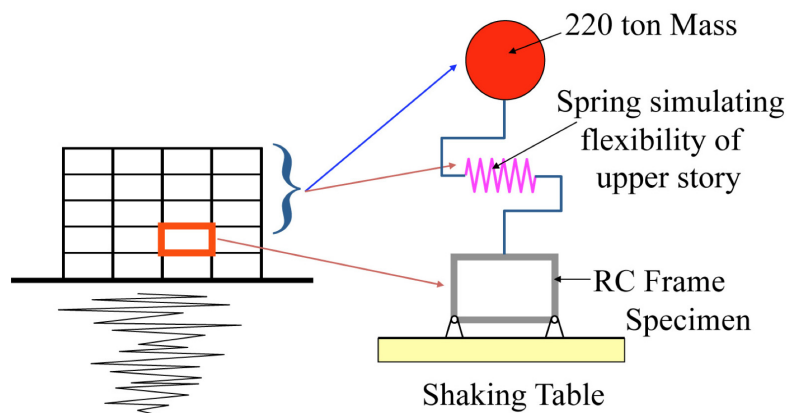 220 ton Mass
Spring simulating
flexibility of
upper story
RC Frame
Specimen
Shaking Table